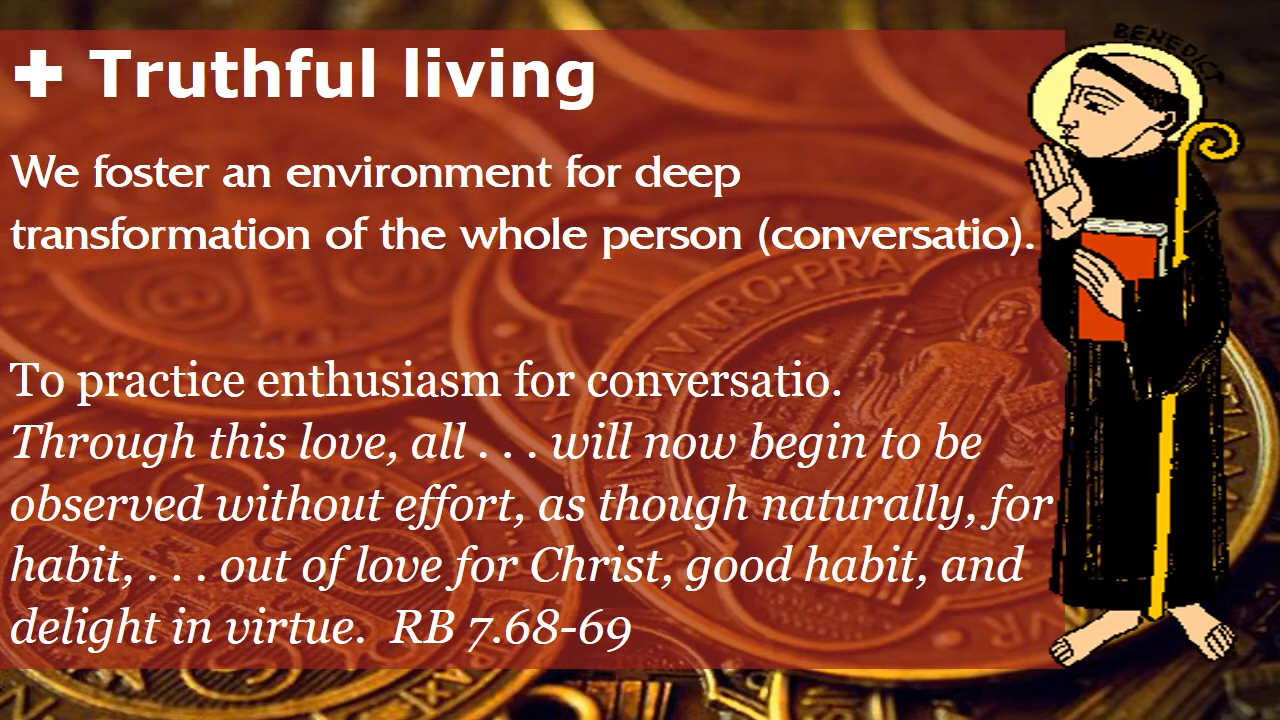 BENEDICT
✚ Truthful living
We foster an environment for deep
transformation of the whole person (conversatio).
EVNRO-PRA
To practice enthusiasm for conversatio.
Through this love, all . . . will now begin to be
observed without effort, as though naturally, for
habit, . . . out of love for Christ, good habit, and
delight in virtue.  RB 7.68-69